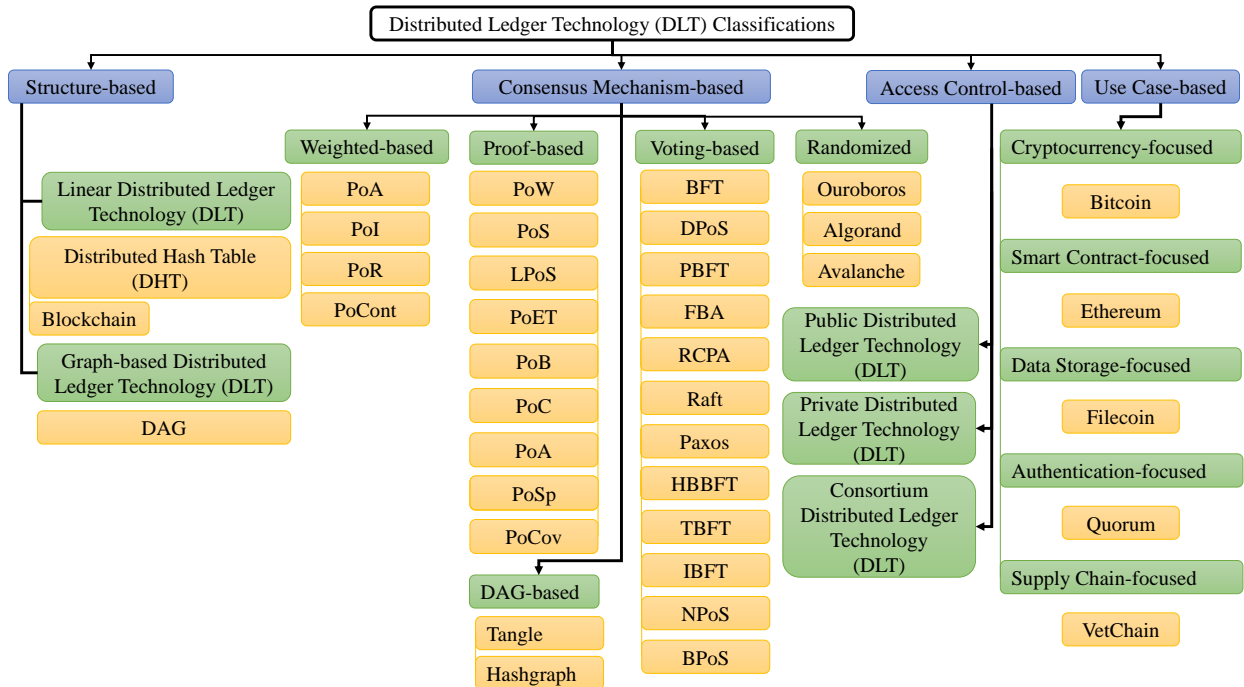 Distributed Ledger Technology (DLT) Classifications
Structure-based
Consensus Mechanism-based
Access Control-based
Use Case-based
Linear Distributed Ledger
Technology (DLT)
Distributed Hash Table
(DHT)
Blockchain
Graph-based Distributed
Ledger Technology (DLT)
DAG
Weighted-based
PoA
PoI
PoR
PoCont
Proof-based
PoW
PoS
LPoS
PoET
PoB
PoC
PoA
PoSp
PoCov
DAG-based
Tangle
Hashgraph
Voting-based
BFT
DPoS
PBFT
FBA
RCPA
Raft
Paxos
HBBFT
TBFT
IBFT
NPoS
BPoS
Randomized
Ouroboros
Algorand
Avalanche
Public Distributed
Ledger Technology
(DLT)
Private Distributed
Ledger Technology
(DLT)
Consortium
Distributed Ledger
Technology
(DLT)
Cryptocurrency-focused
Bitcoin
Smart Contract-focused
Ethereum
Data Storage-focused
Filecoin
Authentication-focused
Quorum
Supply Chain-focused
VetChain